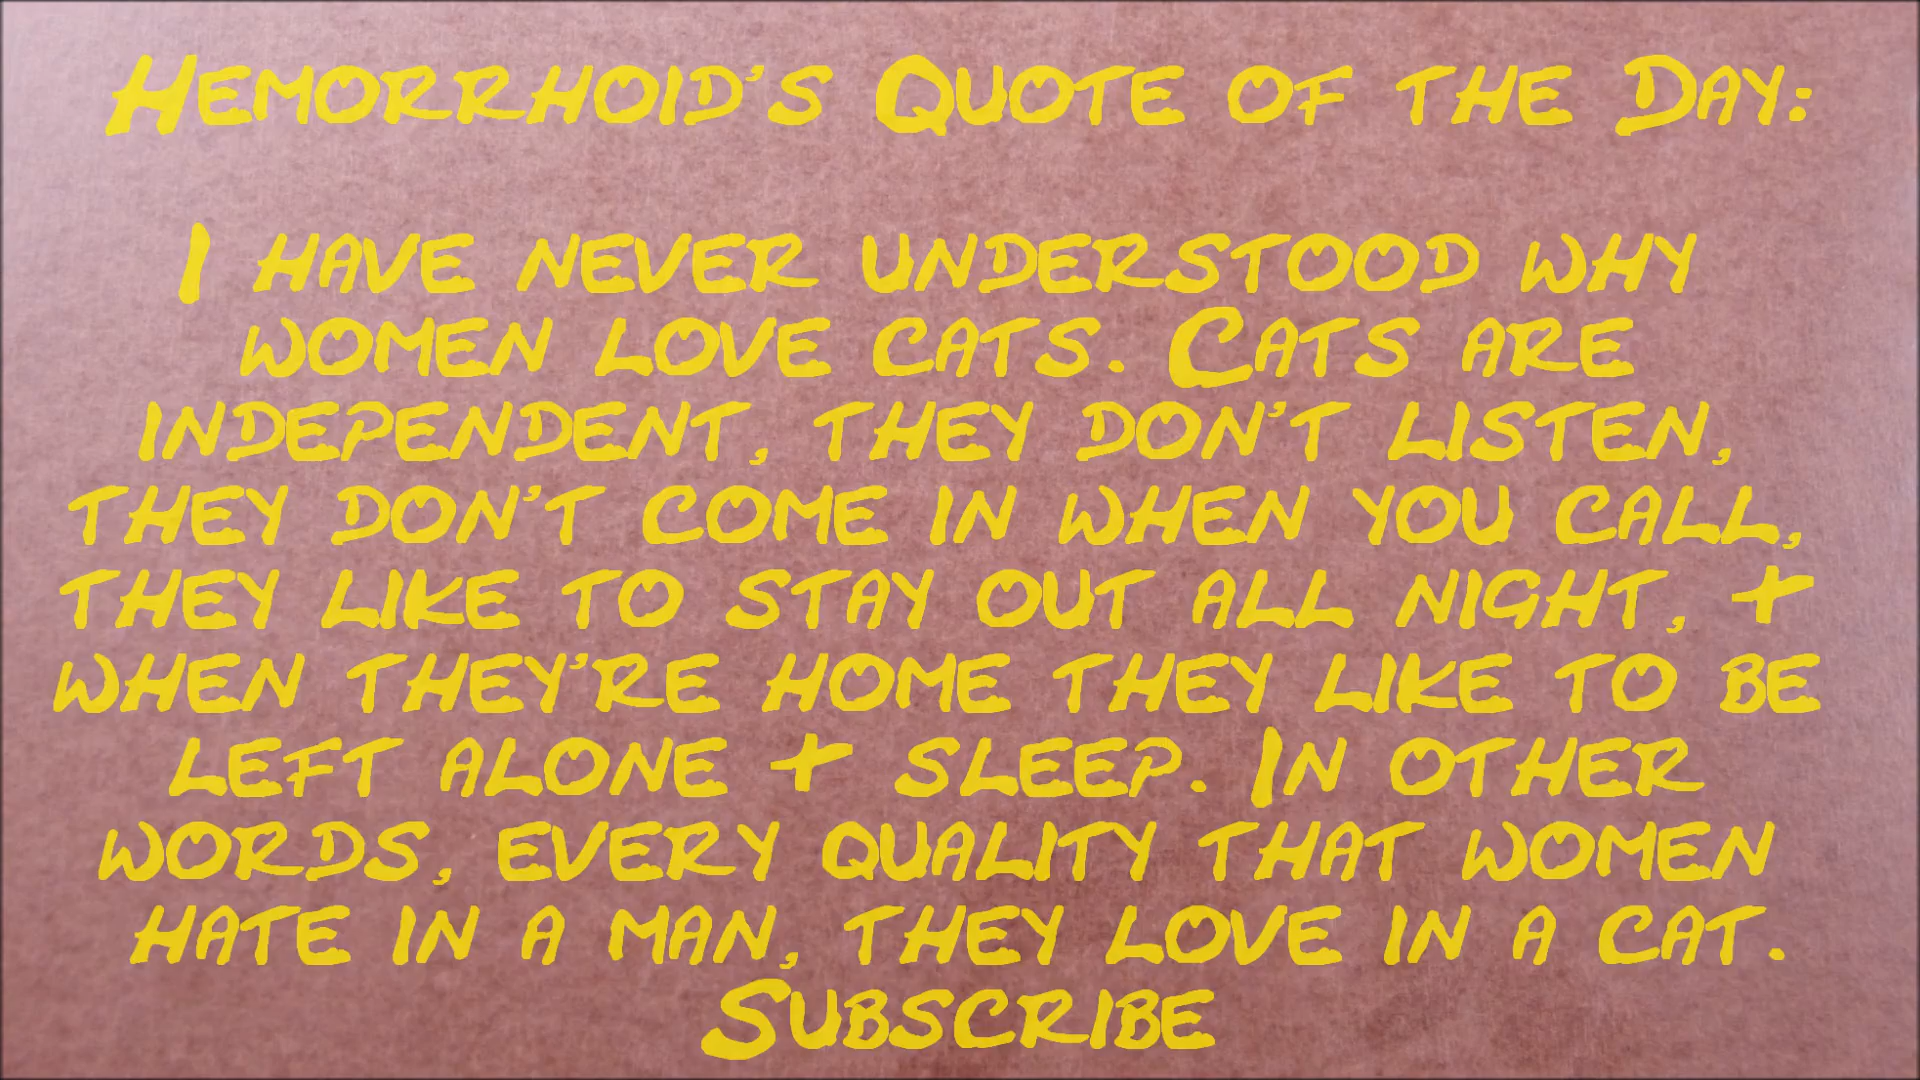 Hemorrhoid's Quote of the Day:
I have never understood why
women love cats. Cats are
independent, they don't listen,
they don't come in when you call,
they like to stay out all night, +
when they're home they like to be
left alone + sleep. In other
words, every quality that women
hate in a man, they love in a cat.
Subscribe